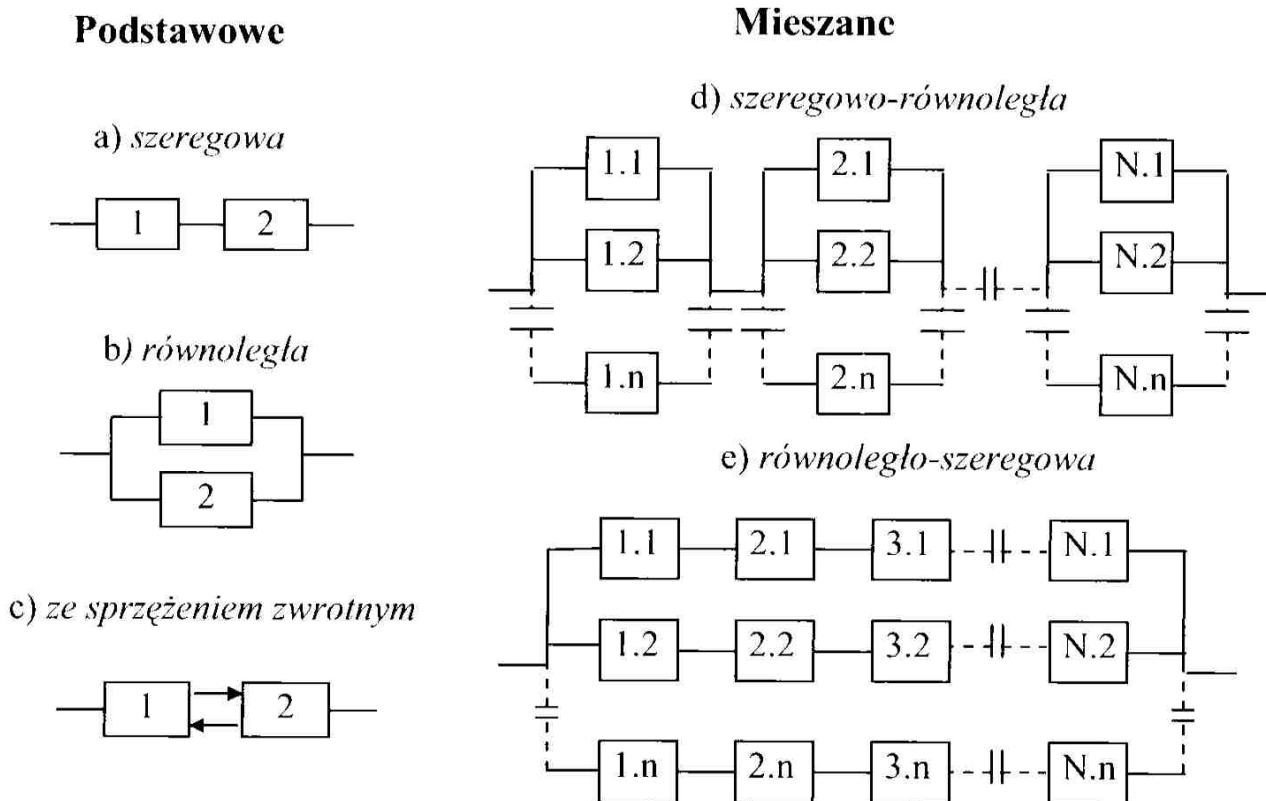 Podstawowe
Mieszane
a) szeregowa
1 2
b) równoległa
1
2
c) ze sprzężeniem zwrotnym
1 2
d) szeregowo-równoległa
1.1 2.1 N.1
1.2 2.2 N.2
1.n 2.n N.n
e) równoległo-szeregowa
1.1 2.1 3.1 N.1
1.2 2.2 3.2 N.2
1.n 2.n 3.n N.n